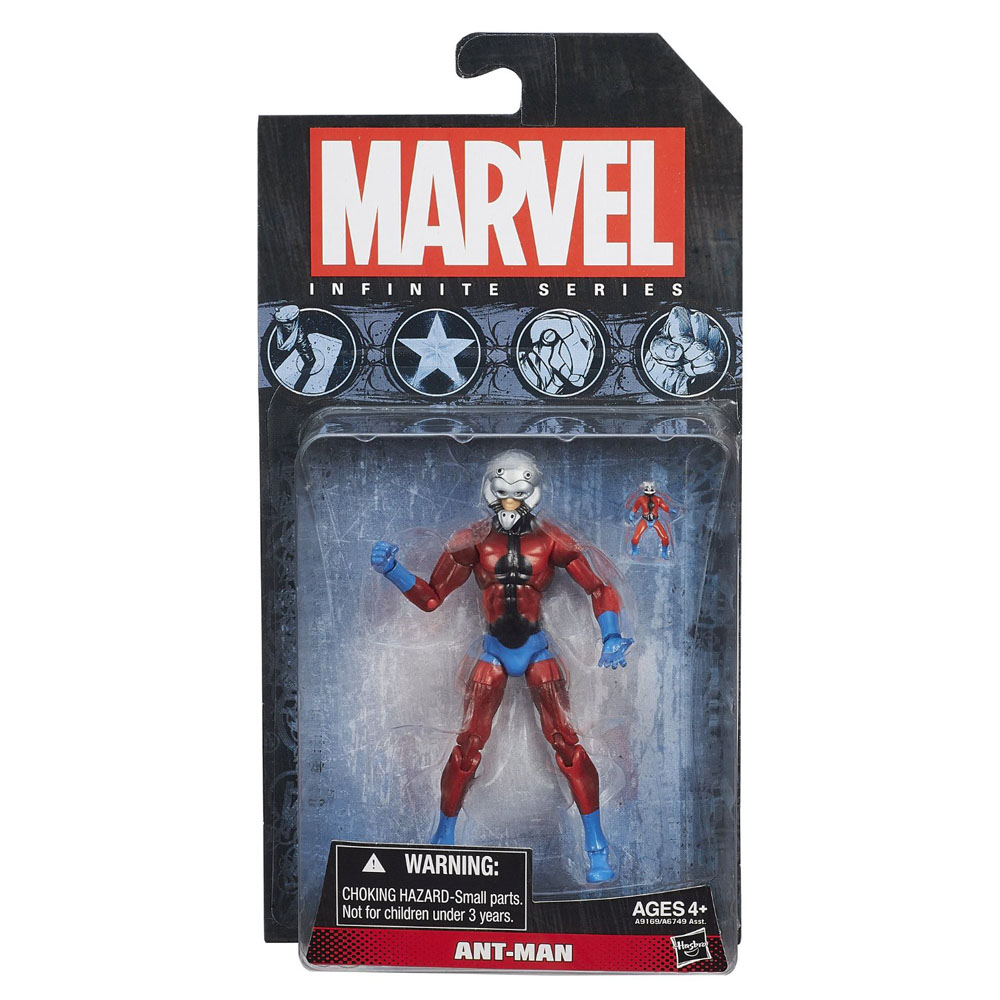 MARVEL
INFINITE SERIES
WARNING:
CHOKING HAZARD-Small parts.
Not for children under 3 years.
AGES 4+
A9169/A6749 Asst.
Hasbro
ANT-MAN